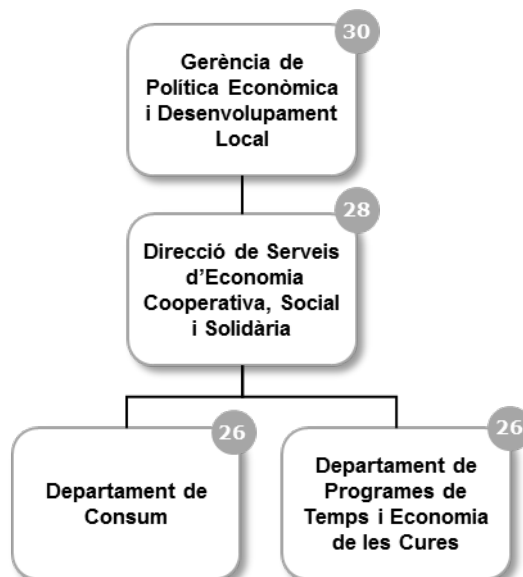 30
Gerència de
Política Econòmica
i Desenvolupament
Local
28
Direcció de Serveis
d'Economia
Cooperativa, Social
i Solidària
26
Departament de
Consum
26
Departament de
Programes de
Temps i Economia
de les Cures